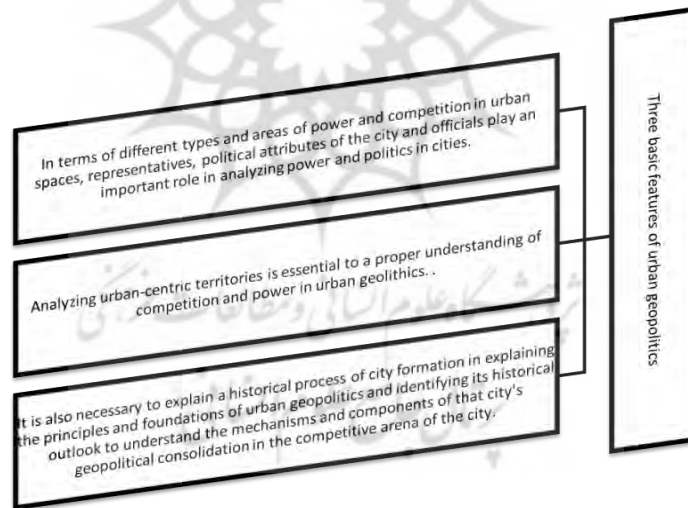 Three basic features of urban geopolitics
In terms of different types and areas of power and competition in urban
spaces, representatives, political attributes of the city and officials play an
important role in analyzing power and politics in cities.
Analyzing urban-centric territories is essential to a proper understanding of
competition and power in urban geolithics. .
It is also necessary to explain a historical process of city formation in explaining
the principles and foundations of urban geopolitics and identifying its historical
outlook to understand the mechanisms and components of that city's
geopolitical consolidation in the competitive arena of the city.
پژوهشگاه علوم انسانی و مطالعات فرهنگی